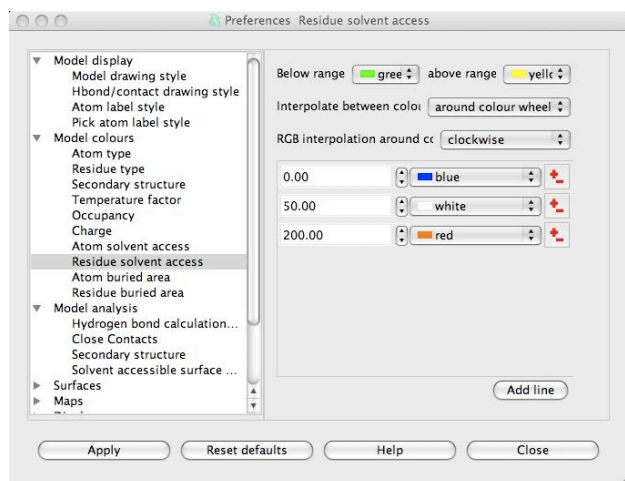 Preferences Residue solvent access
Model display
Model drawing style
Hbond/contact drawing style
Atom label style
Pick atom label style
Model colours
Atom type
Residue type
Secondary structure
Temperature factor
Occupancy
Charge
Atom solvent access
Residue solvent access
Atom buried area
Residue buried area
Model analysis
Hydrogen bond calculation...
Close Contacts
Secondary structure
Solvent accessible surface ...
Surfaces
Maps
Below range gree above range yellc
Interpolate between colou around colour wheel
RGB interpolation around cc clockwise
0.00 blue
50.00 white
200.00 red
Add line
Apply Reset defaults Help Close